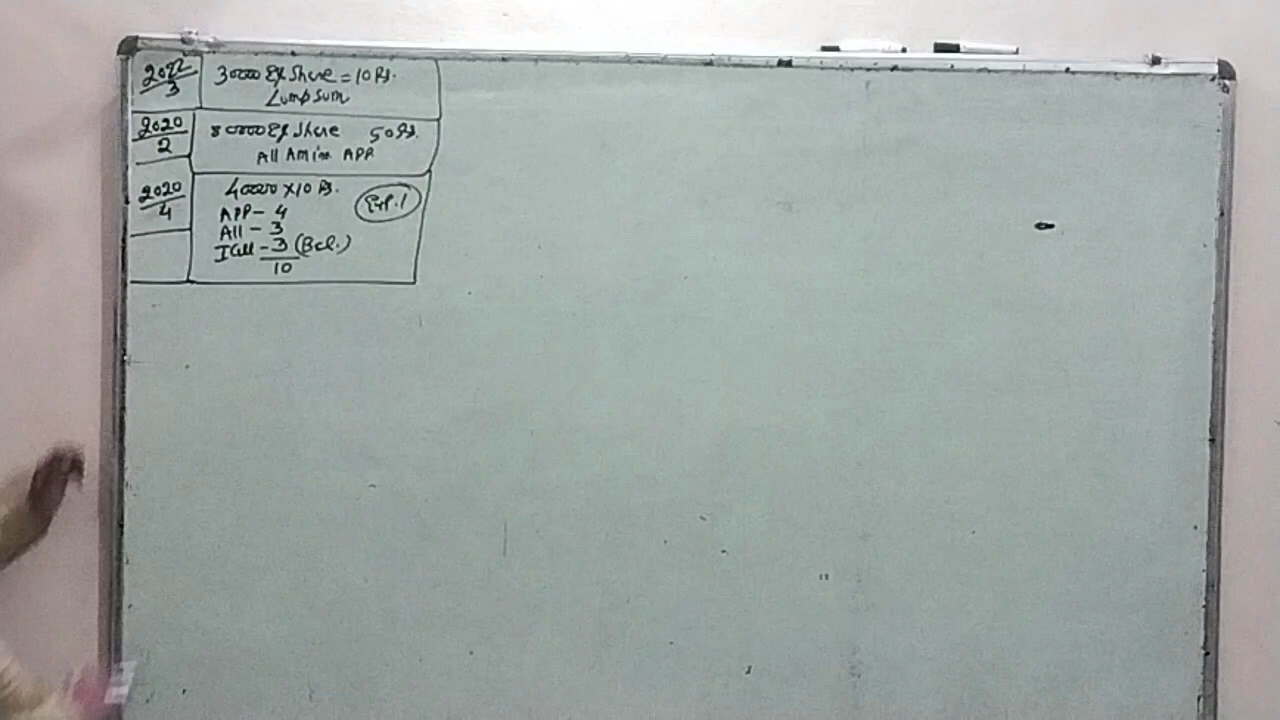 2022/3 30000 Eq Share = 10 Rs.
Lump Sum
2020/2 80000 Eq Share 50 Rs.
All Am in APP
2020/4 40000 x 10 Rs.
APP - 4
All - 3
- 3 (Bal.)
10